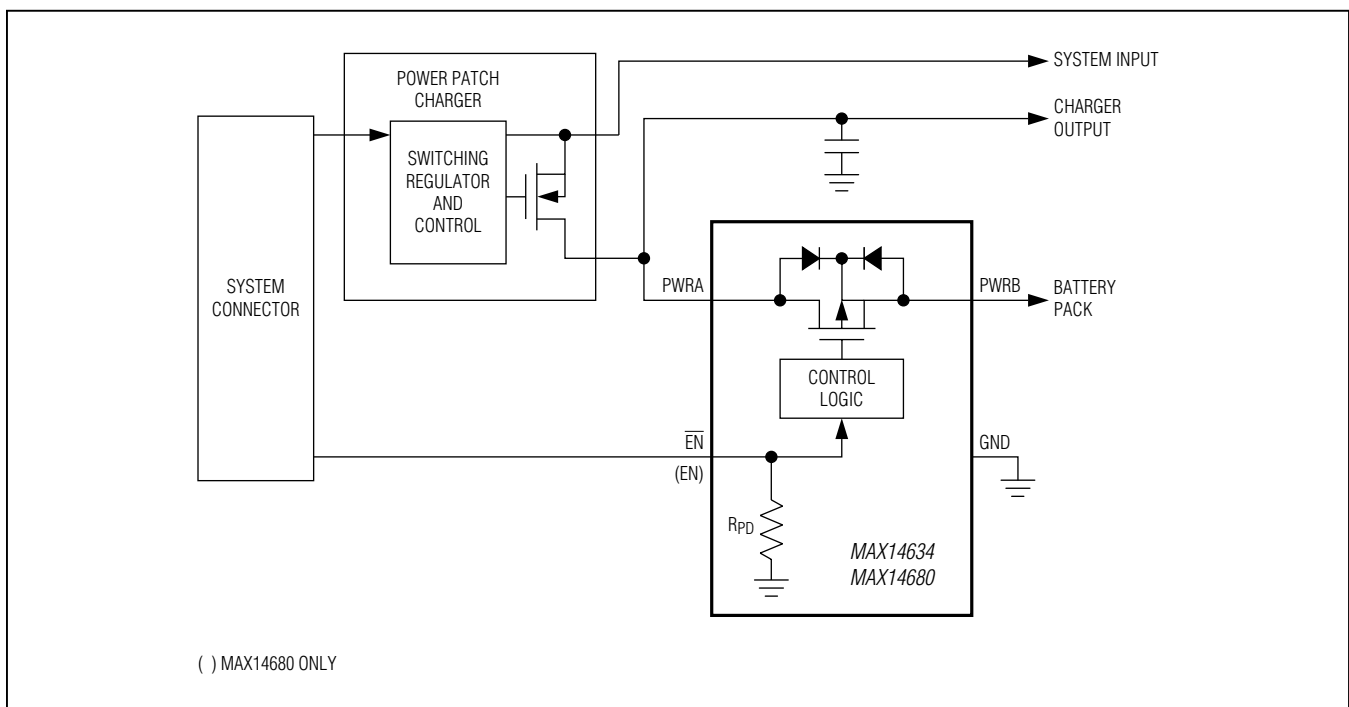 SYSTEM INPUT
POWER PATCH
CHARGER
CHARGER
OUTPUT
SWITCHING
REGULATOR
AND
CONTROL
SYSTEM
CONNECTOR
PWRA
PWRB
BATTERY
PACK
CONTROL
LOGIC
EN
(EN)
GND
RPD
MAX14634
MAX14680
( ) MAX14680 ONLY